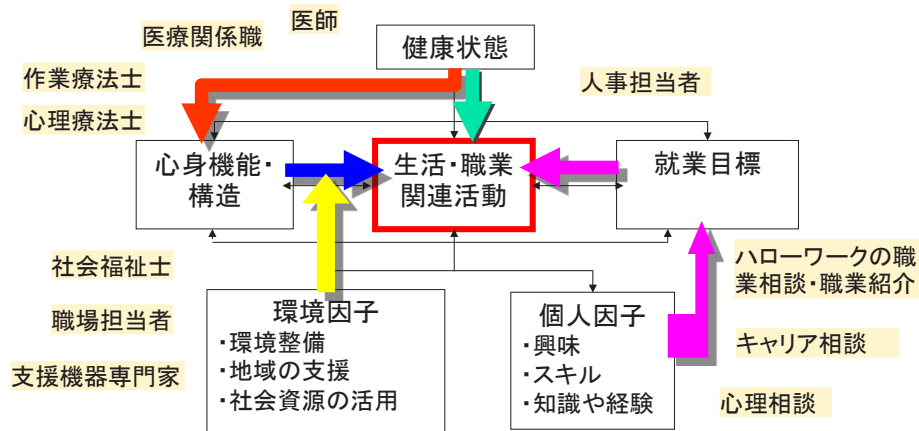 医師
医療関係職
健康状態
作業療法士
人事担当者
心理療法士
心身機能・
構造
生活・職業
関連活動
就業目標
社会福祉士
ハローワークの職
業相談・職業紹介
職場担当者
環境因子
・環境整備
・地域の支援
・社会資源の活用
個人因子
・興味
・スキル
・知識や経験
キャリア相談
支援機器専門家
心理相談